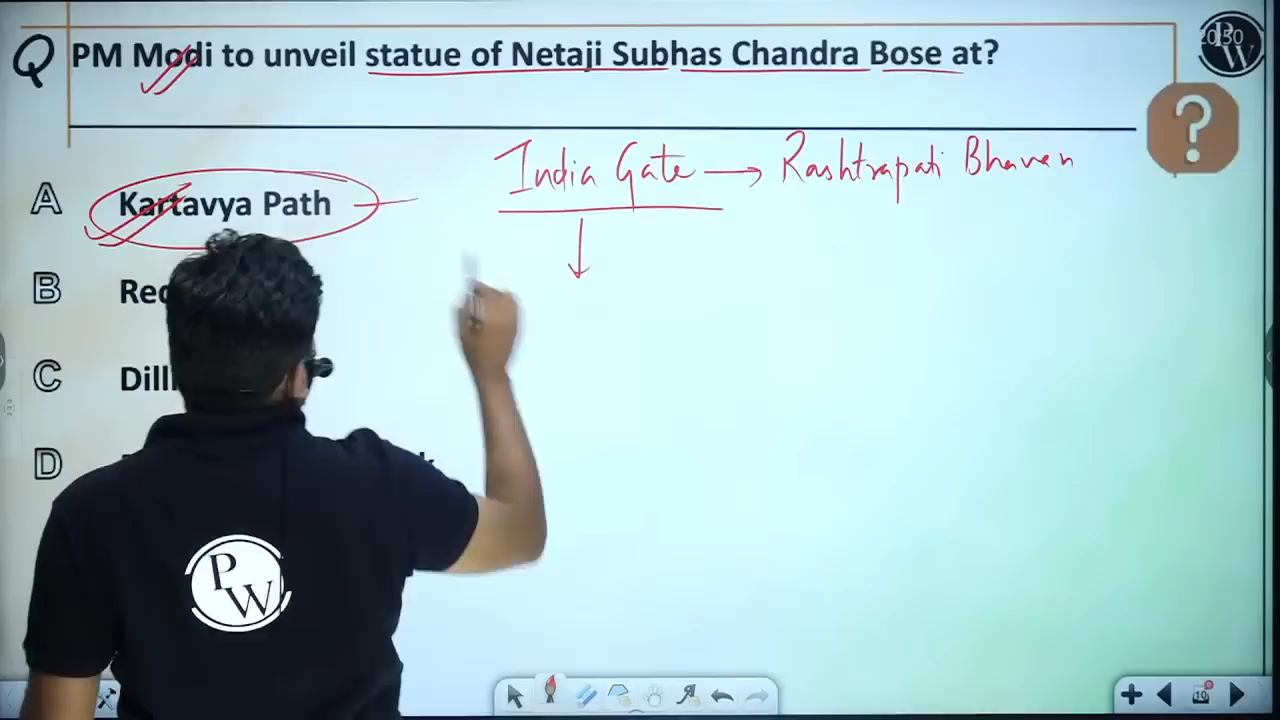 Q PM Modi to unveil statue of Netaji Subhas Chandra Bose at?
PW
India Gate → Rashtrapati Bhavan
A Kartavya Path
B
C
D
PW
10